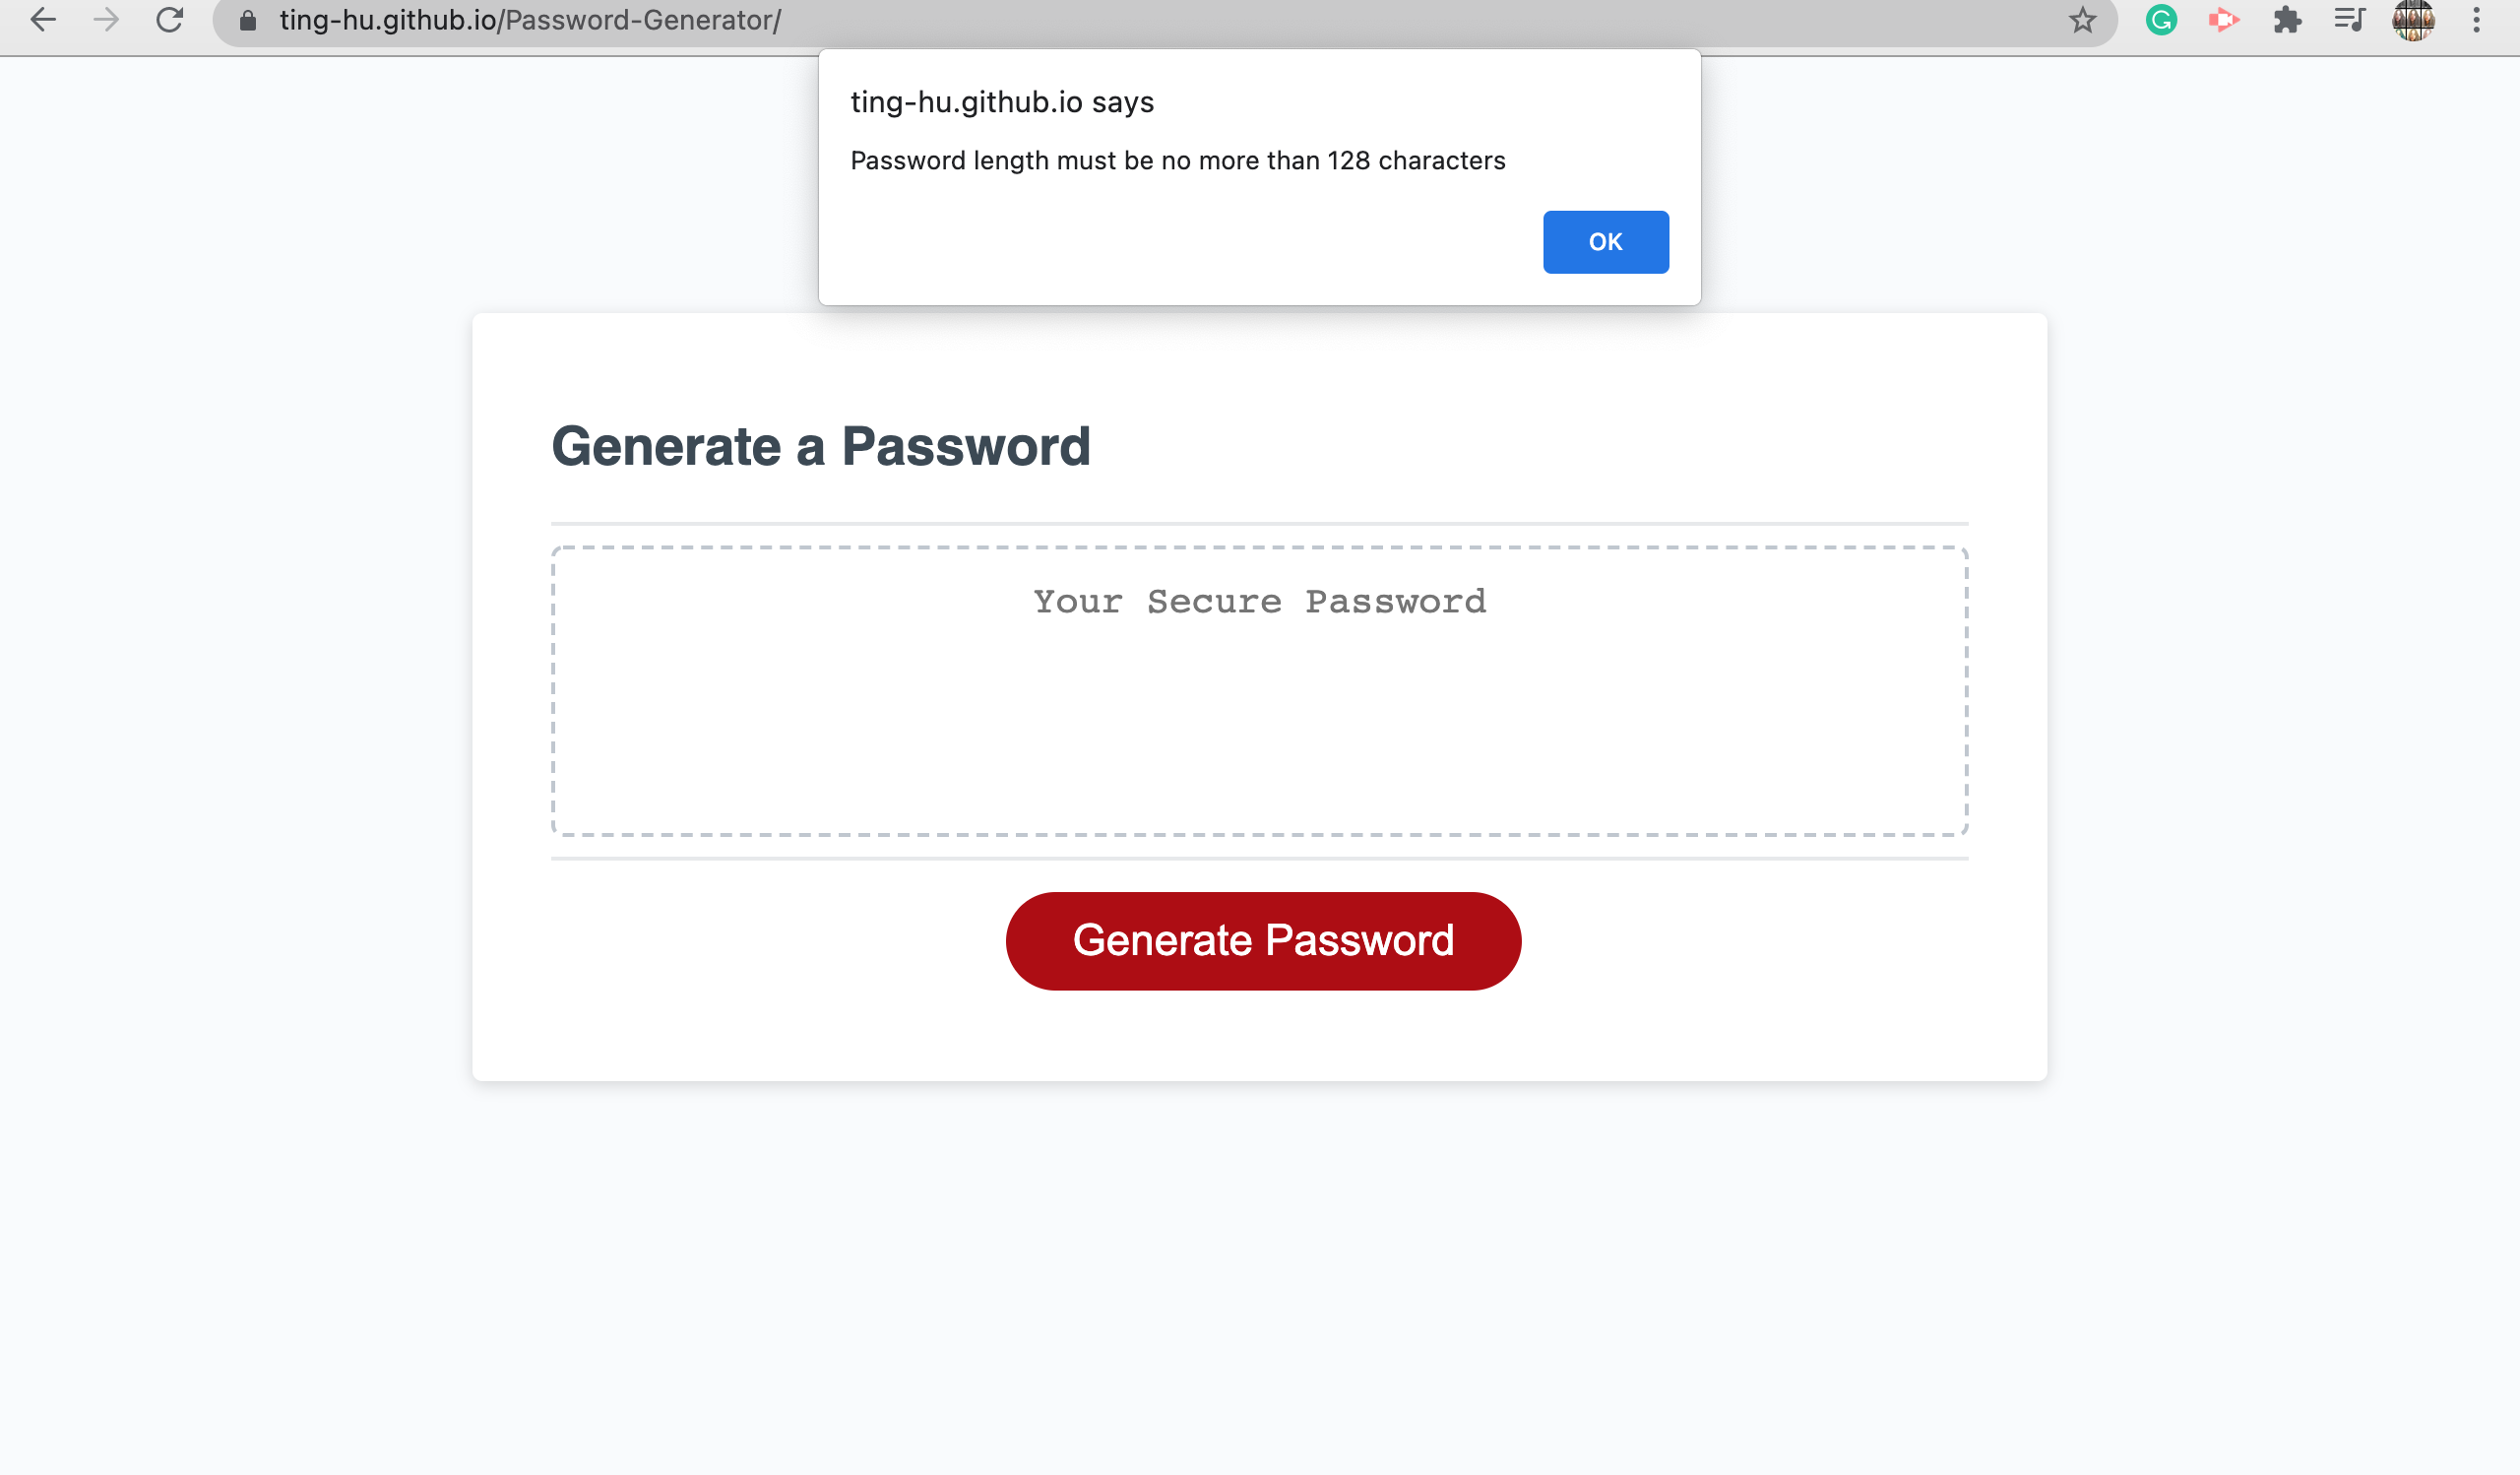 ting-hu.github.io/Password-Generator/
ting-hu.github.io says
Password length must be no more than 128 characters
OK
Generate a Password
Your Secure Password
Generate Password